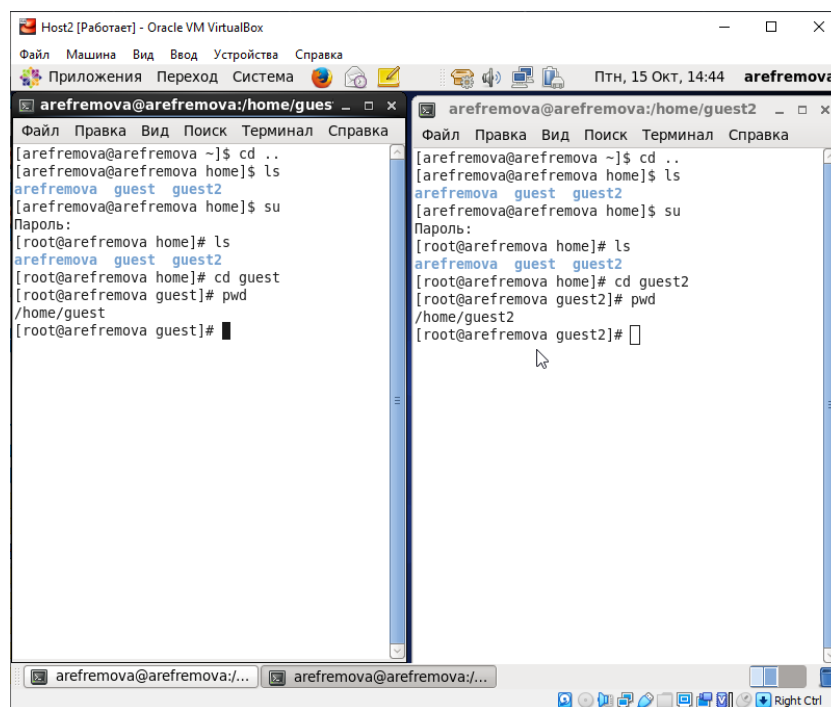 Host2 [Работает] - Oracle VM VirtualBox
Файл Машина Вид Ввод Устройства Справка
Приложения Переход Система Птн, 15 Окт, 14:44 arefremova
arefremova@arefremova:/home/gues
Файл Правка Вид Поиск Терминал Справка
[arefremova@arefremova ~]$ cd ..
[arefremova@arefremova home]$ ls
arefremova guest guest2
[arefremova@arefremova home]$ su
Пароль:
[root@arefremova home]# ls
arefremova guest guest2
[root@arefremova home]# cd guest
[root@arefremova guest]# pwd
/home/guest
[root@arefremova guest]#
arefremova@arefremova:/home/guest2
Файл Правка Вид Поиск Терминал Справка
[arefremova@arefremova ~]$ cd ..
[arefremova@arefremova home]$ ls
arefremova guest guest2
[arefremova@arefremova home]$ su
Пароль:
[root@arefremova home]# ls
arefremova guest guest2
[root@arefremova home]# cd guest2
[root@arefremova guest2]# pwd
/home/guest2
[root@arefremova guest2]#
arefremova@arefremova:/... arefremova@arefremova:/...
Right Ctrl